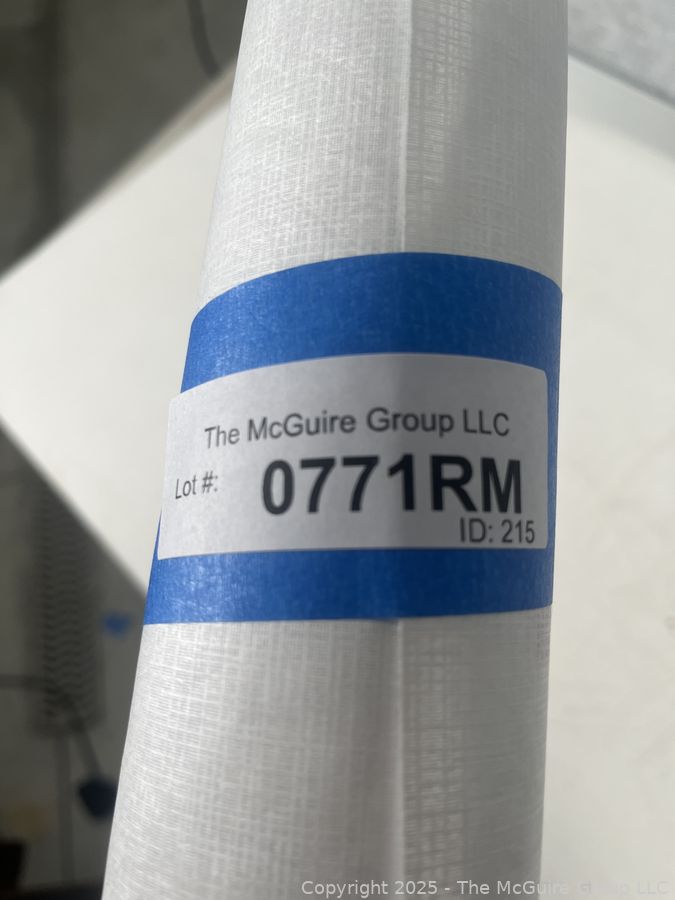 The McGuire Group LLC
Lot #: 0771RM
ID: 215
Copyright 2025 - The McGuire Group LLC